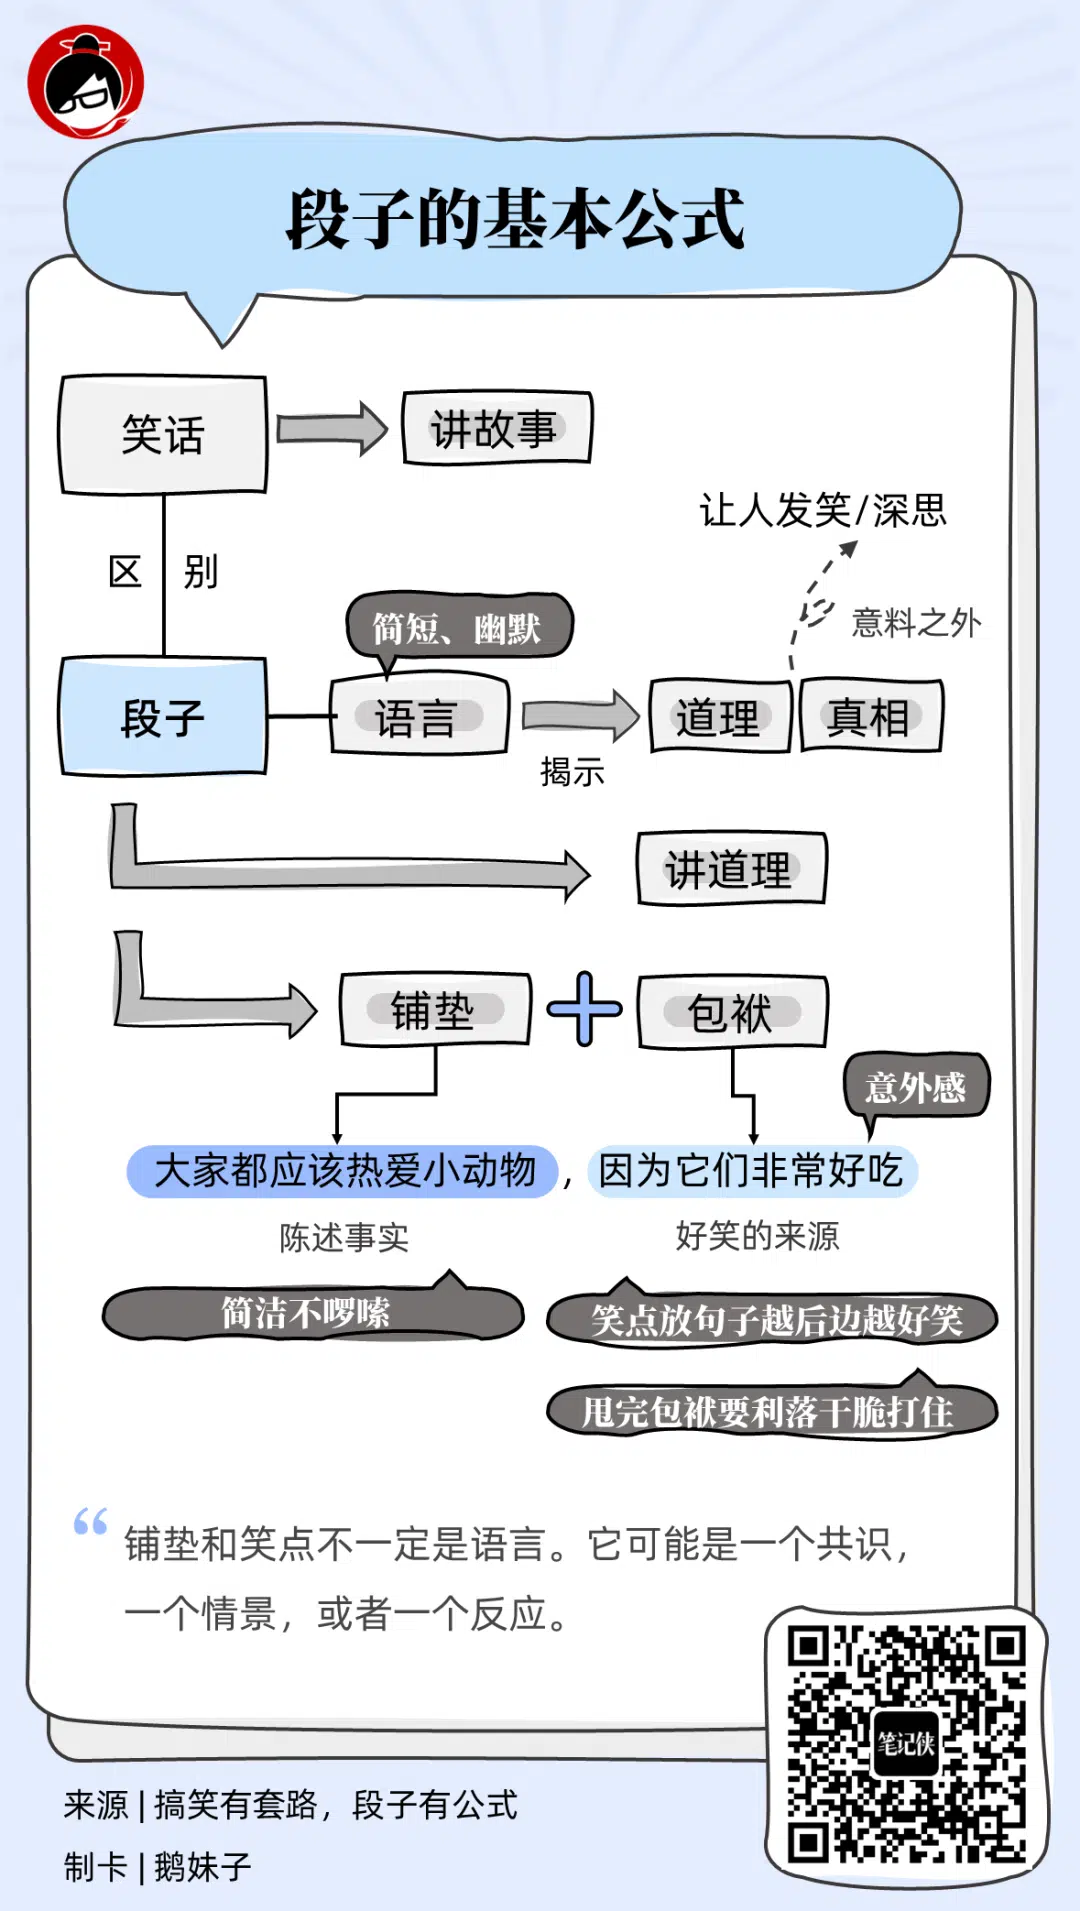 段子的基本公式
笑话
讲故事
让人发笑/深思
区 别
意料之外
简短、幽默
段子
语言
道理
真相
揭示
讲道理
铺垫
包袱
意外感
大家都应该热爱小动物，因为它们非常好吃
陈述事实
好笑的来源
简洁不啰嗦
笑点放句子越后边越好笑
甩完包袱要利落干脆打住
“铺垫和笑点不一定是语言。它可能是一个共识，
一个情景，或者一个反应。
笔记侠
来源 | 搞笑有套路，段子有公式
制卡 | 鹅妹子